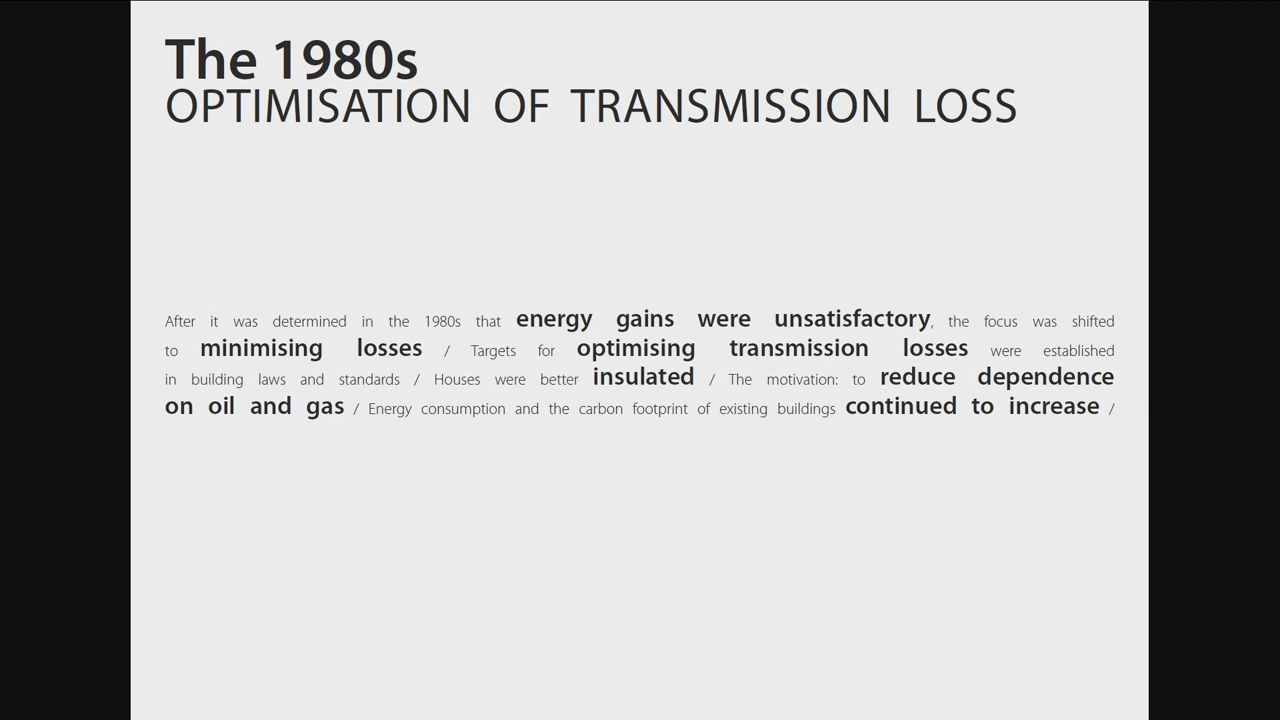 The 1980s
OPTIMISATION OF TRANSMISSION LOSS
After it was determined in the 1980s that energy gains were unsatisfactory, the focus was shifted
to minimising losses / Targets for optimising transmission losses were established
in building laws and standards / Houses were better insulated / The motivation: to reduce dependence
on oil and gas / Energy consumption and the carbon footprint of existing buildings continued to increase /